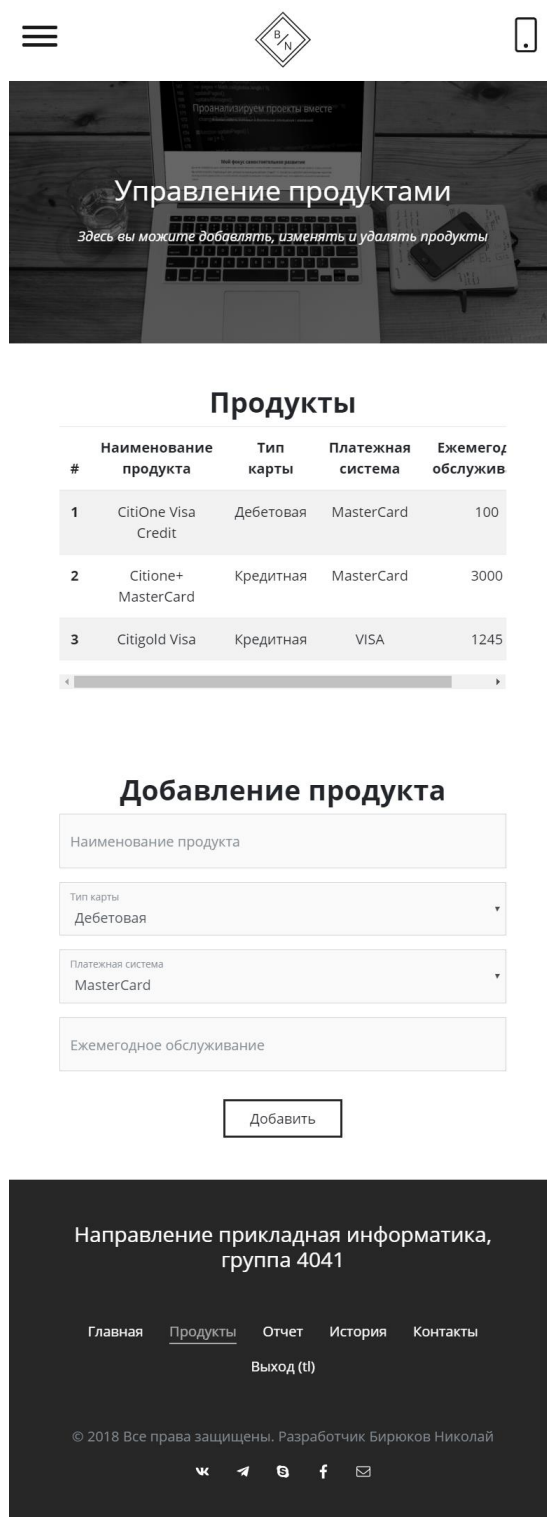 B
N
Проанализируем проекты вместе
Управление продуктами
Здесь вы можите добавлять, изменять и удалять продукты
Продукты
# Наименование продукта Тип карты Платежная система Ежемегод обслужив
1 CitiOne Visa Credit Дебетовая MasterCard 100
2 Citione+ MasterCard Кредитная MasterCard 3000
3 Citigold Visa Кредитная VISA 1245
Добавление продукта
Наименование продукта
Тип карты
Дебетовая
Платежная система
MasterCard
Ежемегодное обслуживание
Добавить
Направление прикладная информатика,
группа 4041
Главная Продукты Отчет История Контакты
Выход (tl)
© 2018 Все права защищены. Разработчик Бирюков Николай